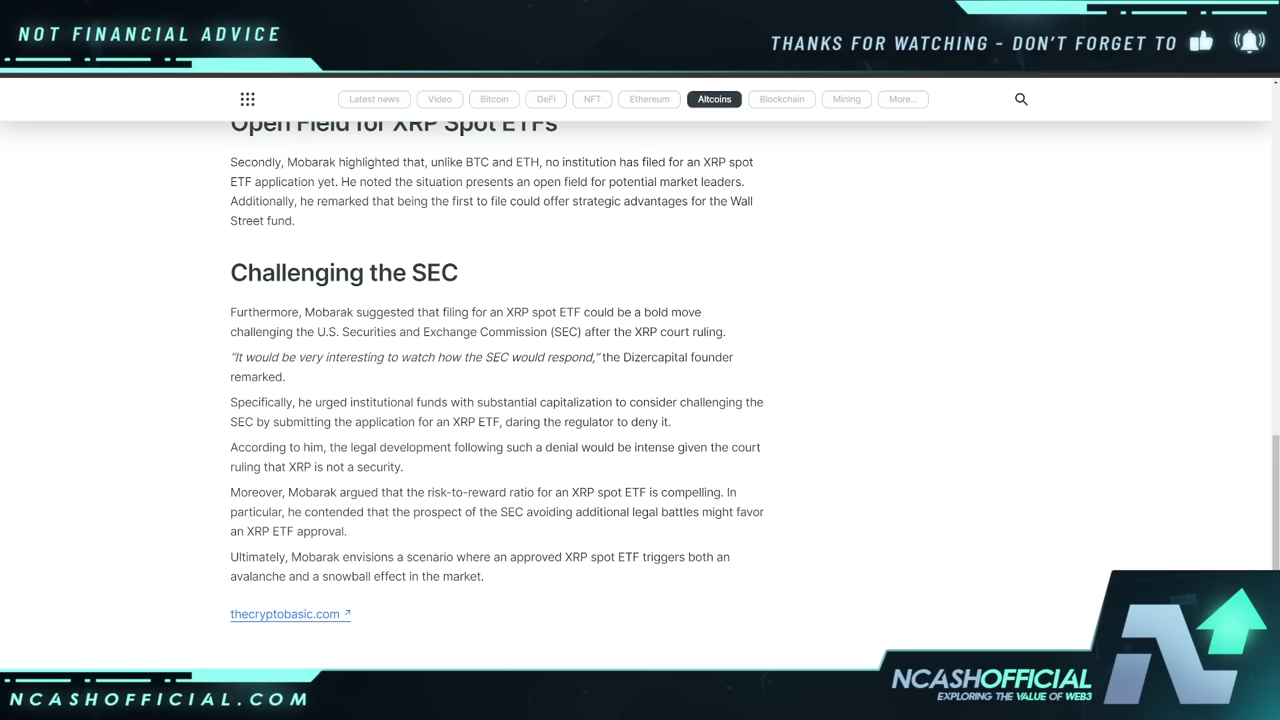 NOT FINANCIAL ADVICE
THANKS FOR WATCHING - DON'T FORGET TO
Latest news
Video
Bitcoin
DeFi
NFT
Ethereum
Altcoins
Blockchain
Mining
More...
Open Field for XRP Spot ETFs
Secondly, Mobarak highlighted that, unlike BTC and ETH, no institution has filed for an XRP spot
ETF application yet. He noted the situation presents an open field for potential market leaders.
Additionally, he remarked that being the first to file could offer strategic advantages for the Wall
Street fund.
Challenging the SEC
Furthermore, Mobarak suggested that filing for an XRP spot ETF could be a bold move
challenging the U.S. Securities and Exchange Commission (SEC) after the XRP court ruling.
"It would be very interesting to watch how the SEC would respond," the Dizercapital founder
remarked.
Specifically, he urged institutional funds with substantial capitalization to consider challenging the
SEC by submitting the application for an XRP ETF, daring the regulator to deny it.
According to him, the legal development following such a denial would be intense given the court
ruling that XRP is not a security.
Moreover, Mobarak argued that the risk-to-reward ratio for an XRP spot ETF is compelling. In
particular, he contended that the prospect of the SEC avoiding additional legal battles might favor
an XRP ETF approval.
Ultimately, Mobarak envisions a scenario where an approved XRP spot ETF triggers both an
avalanche and a snowball effect in the market.
thecryptobasic.com ↗
NCASHOFFICIAL
EXPLORING THE VALUE OF WEB3
NCASHOFFICIAL.COM